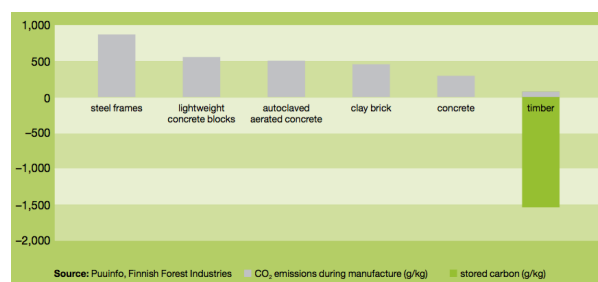 1,000
500
0
−500
−1,000
−1,500
−2,000
steel frames
lightweight
concrete blocks
autoclaved
aerated concrete
clay brick
concrete
timber
Source: Puuinfo, Finnish Forest Industries CO₂ emissions during manufacture (g/kg) stored carbon (g/kg)